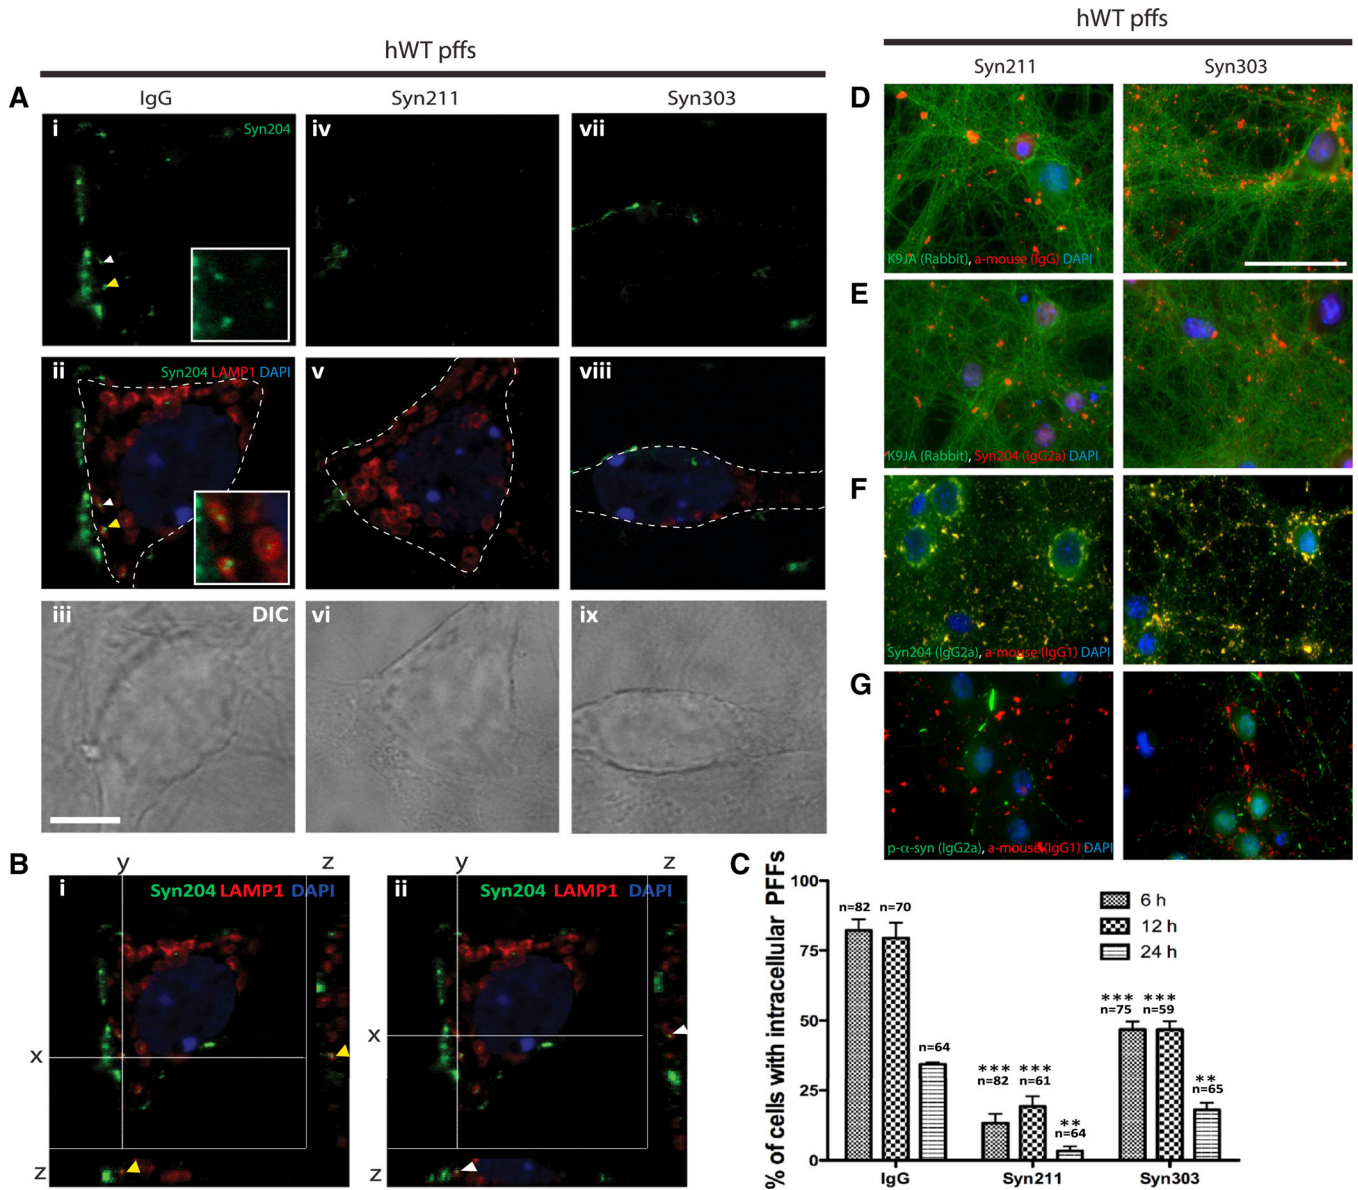 hWT pffs
A
IgG
Syn211
Syn303
i
Syn204
iv
vii
ii
Syn204 LAMP1 DAPI
v
viii
iii
DIC
vi
ix
B
y
z
y
z
i
Syn204 LAMP1 DAPI
ii
Syn204 LAMP1 DAPI
x
x
z
z
hWT pffs
Syn211
Syn303
D
K9JA (Rabbit), a-mouse (IgG) DAPI
E
K9JA (Rabbit), Syn204 (IgG2a) DAPI
F
Syn204 (IgG2a), a-mouse (IgG1) DAPI
G
p-α-syn (IgG2a), a-mouse (IgG1) DAPI
C
% of cells with intracellular PFFs
100
75
50
25
0
6 h
12 h
24 h
n=82
n=70
n=64
***
n=82
***
n=61
**
n=64
***
n=75
***
n=59
**
n=65
IgG
Syn211
Syn303